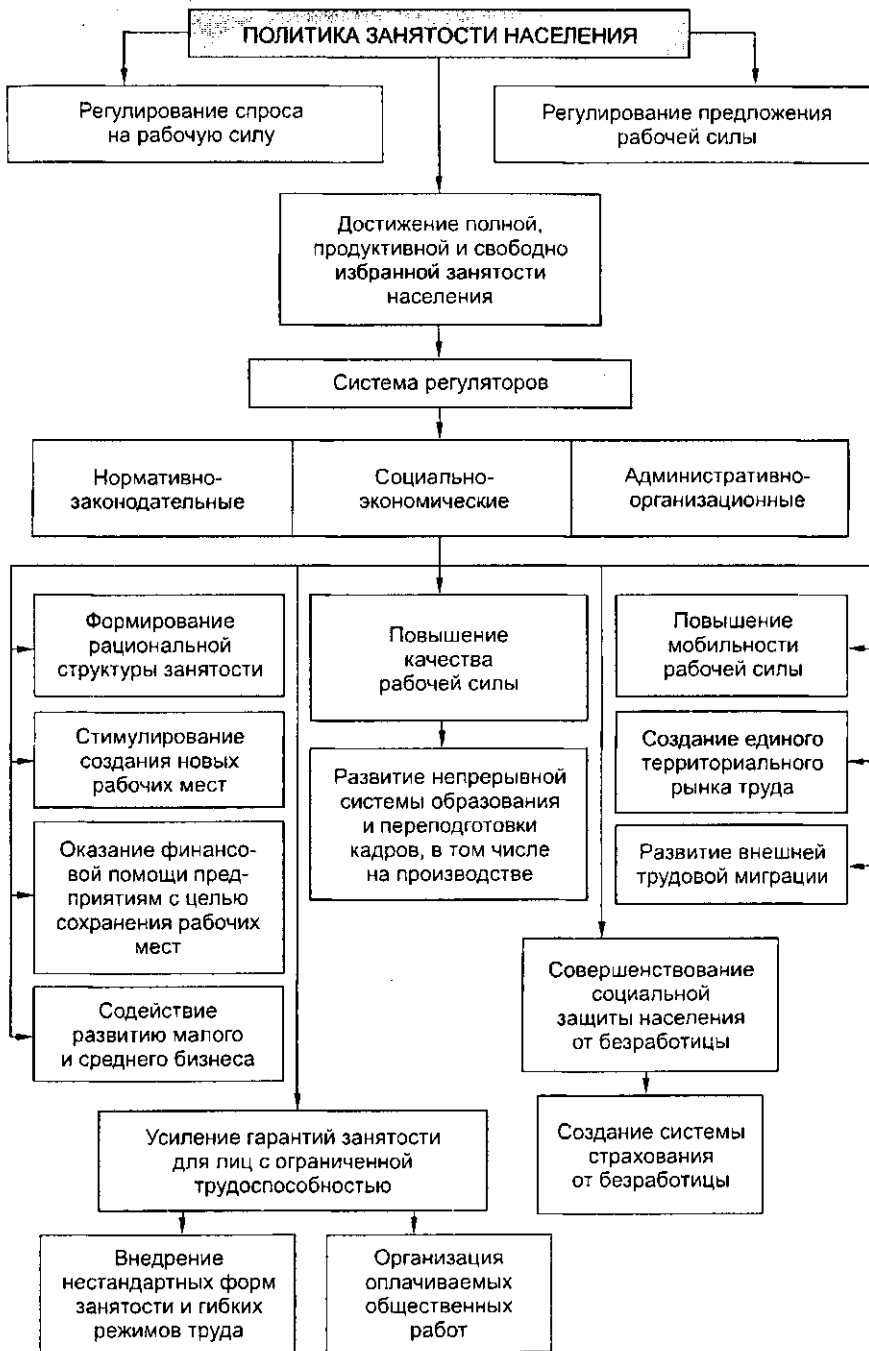 ПОЛИТИКА ЗАНЯТОСТИ НАСЕЛЕНИЯ
Регулирование спроса
на рабочую силу
Регулирование предложения
рабочей силы
Достижение полной,
продуктивной и свободно
избранной занятости
населения
Система регуляторов
Нормативно-
законодательные
Социально-
экономические
Административно-
организационные
Формирование
рациональной
структуры занятости
Стимулирование
создания новых
рабочих мест
Оказание финансо-
вой помощи пред-
приятиям с целью
сохранения рабочих
мест
Содействие
развитию малого
и среднего бизнеса
Повышение
качества
рабочей силы
Развитие непрерывной
системы образования
и переподготовки
кадров, в том числе
на производстве
Повышение
мобильности
рабочей силы
Создание единого
территориального
рынка труда
Развитие внешней
трудовой миграции
Совершенствование
социальной
защиты населения
от безработицы
Создание системы
страхования
от безработицы
Усиление гарантий занятости
для лиц с ограниченной
трудоспособностью
Внедрение
нестандартных форм
занятости и гибких
режимов труда
Организация
оплачиваемых
общественных
работ